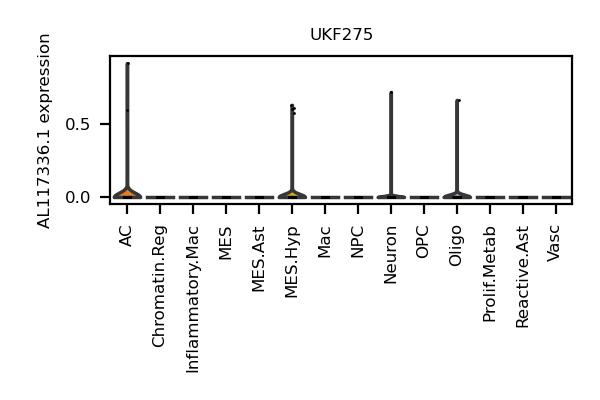 UKF275
AL117336.1 expression
0.5
0.0
AC
Chromatin.Reg
Inflammatory.Mac
MES
MES.Ast
MES.Hyp
Mac
NPC
Neuron
OPC
Oligo
Prolif.Metab
Reactive.Ast
Vasc